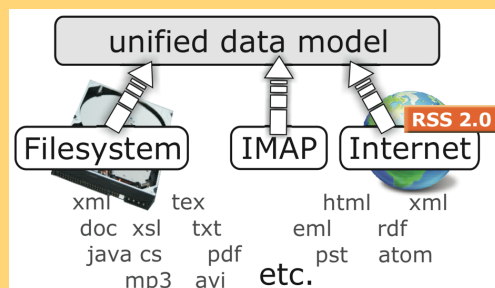 unified data model
RSS 2.0
Filesystem IMAP Internet
xml tex html xml
doc xsl txt eml rdf
java cs pdf pst atom
mp3 avi etc.